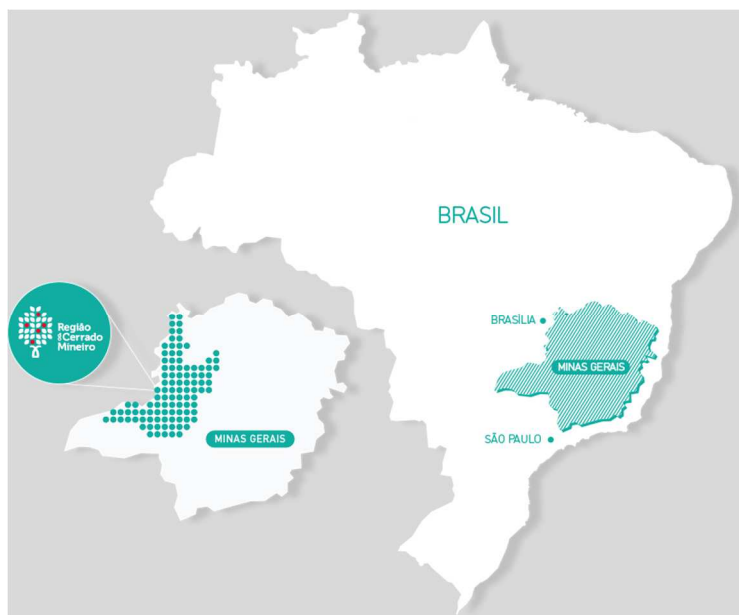 BRASIL
BRASÍLIA
MINAS GERAIS
SÃO PAULO
Região
do Cerrado
Mineiro
MINAS GERAIS